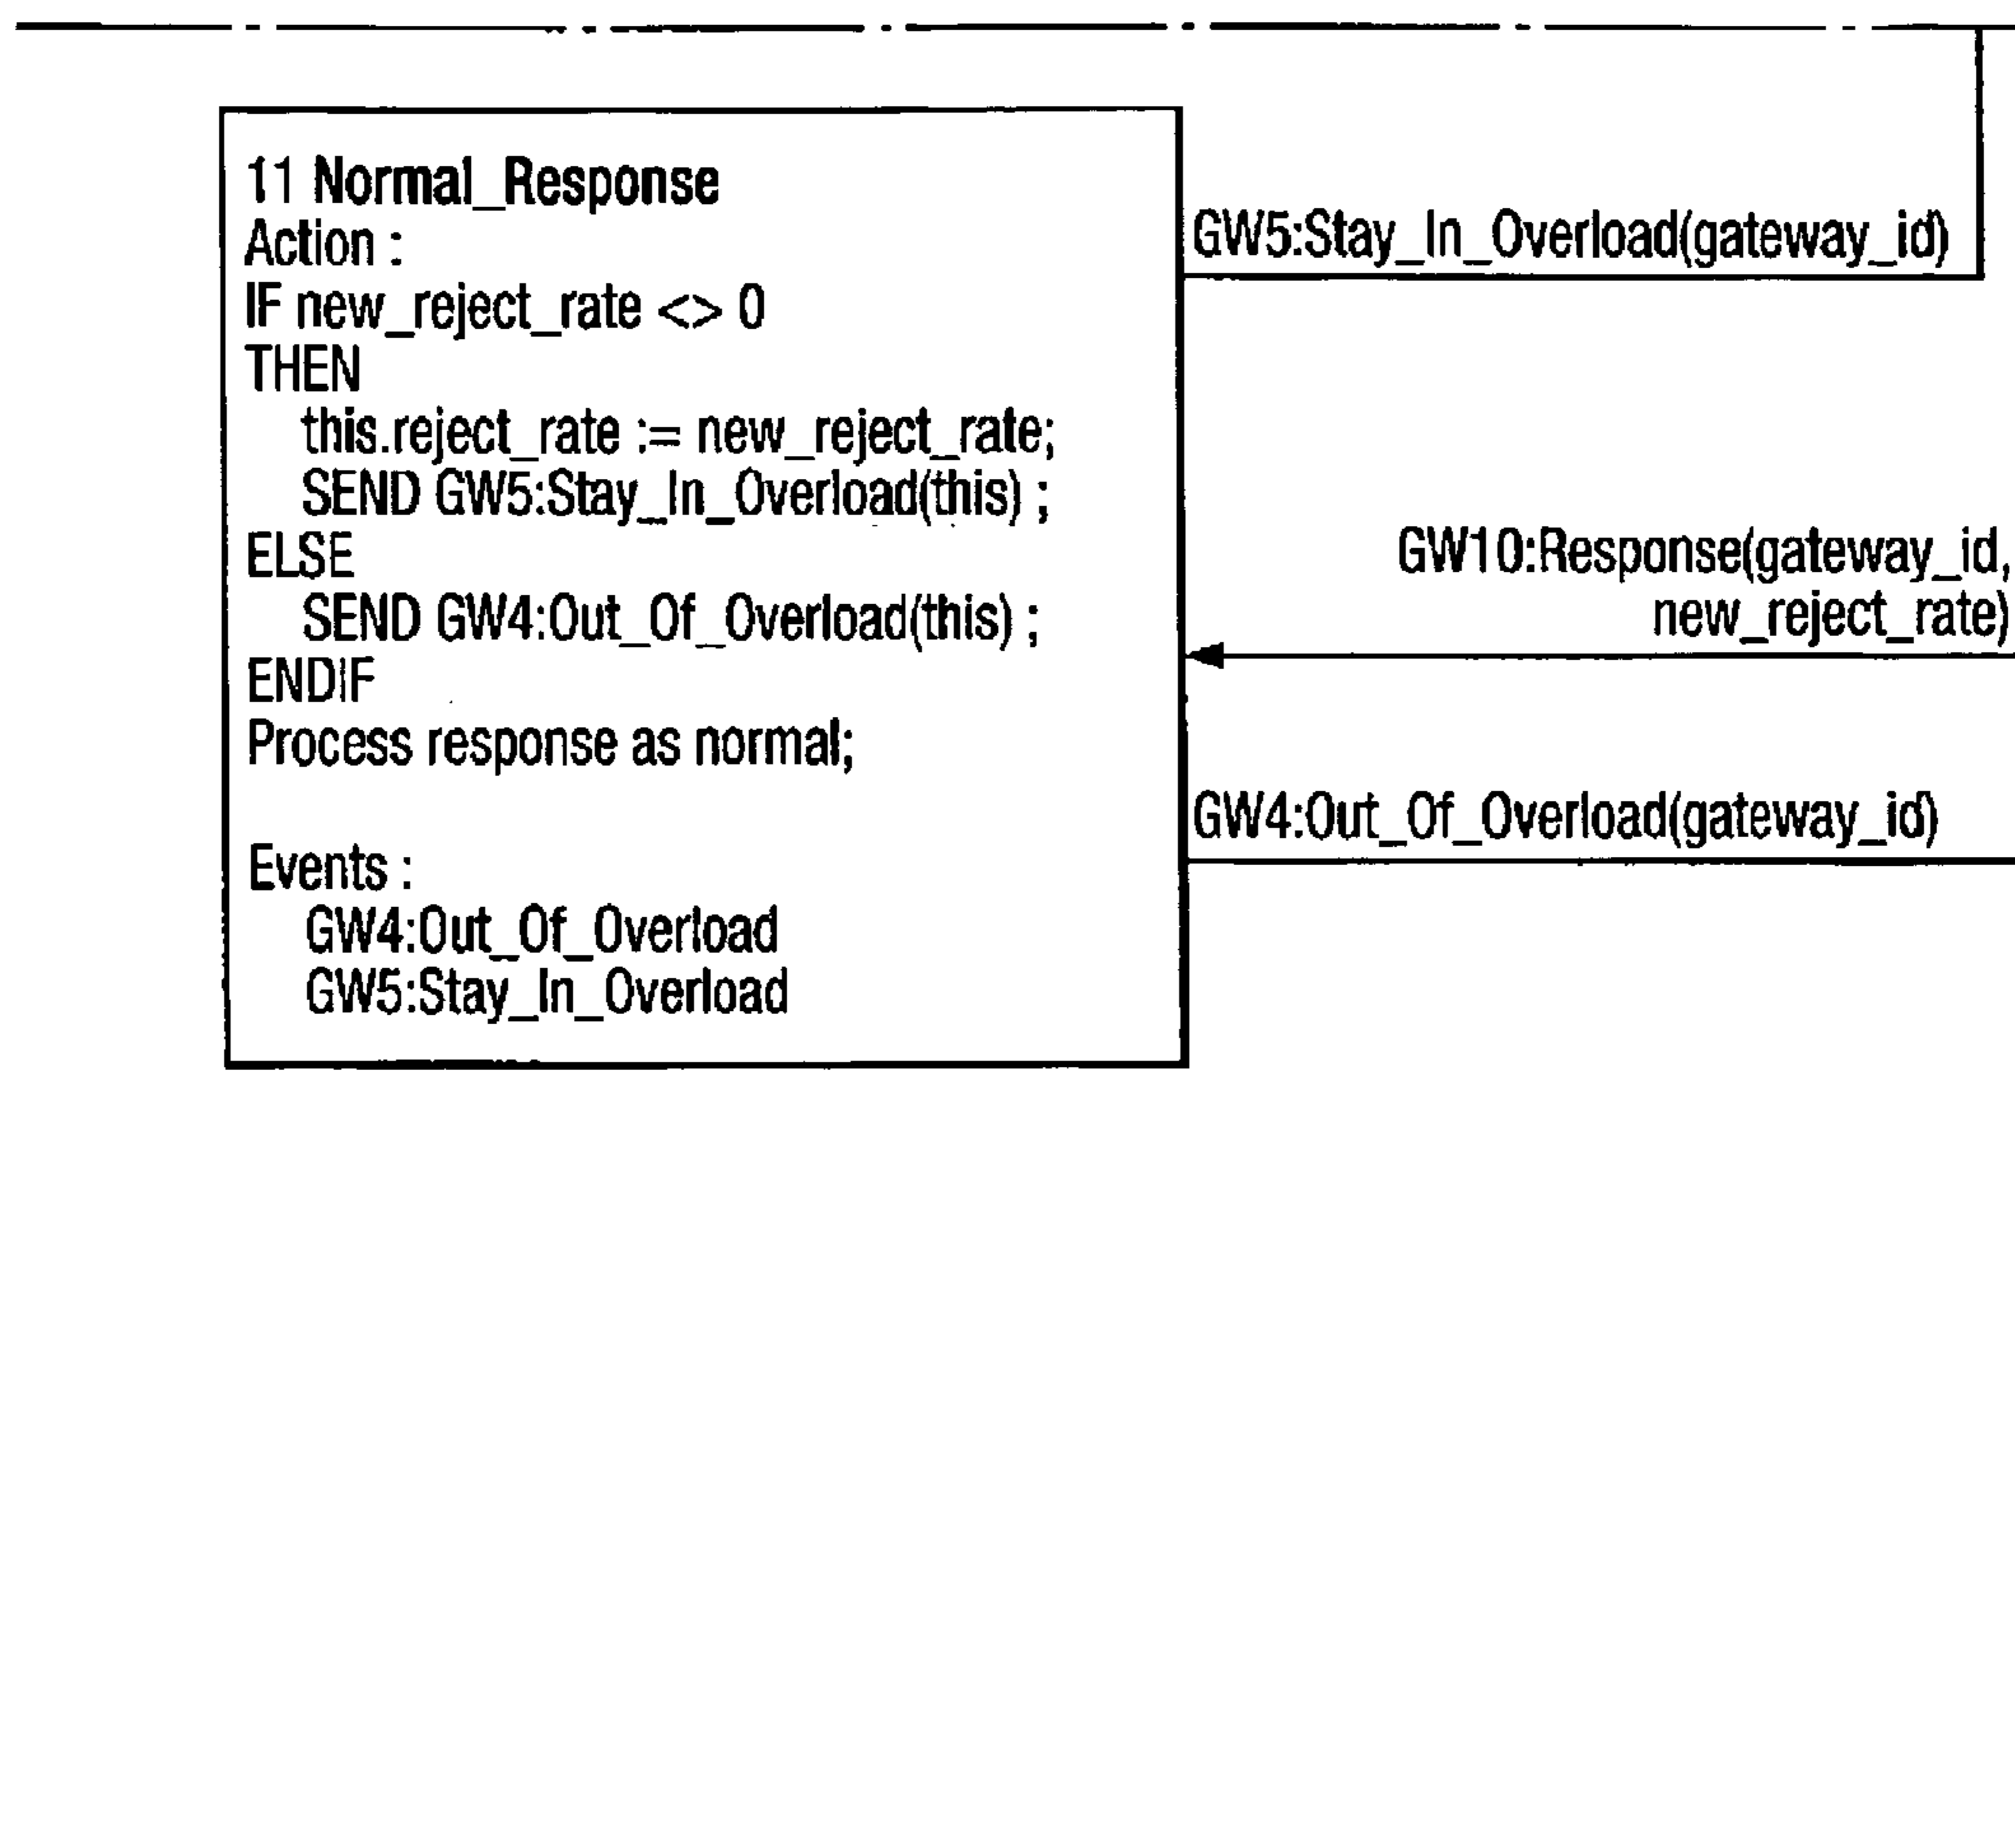 11 Normal_Response
Action :
IF new_reject_rate <> 0
THEN
this.reject_rate := new_reject_rate;
SEND GW5:Stay_In_Overload(this) ;
ELSE
SEND GW4:Out_Of_Overload(this) ;
ENDIF
Process response as normal;
Events :
GW4:Out_Of_Overload
GW5:Stay_In_Overload
GW5:Stay_In_Overload(gateway_id)
GW10:Response(gateway_id,
new_reject_rate)
GW4:Out_Of_Overload(gateway_id)